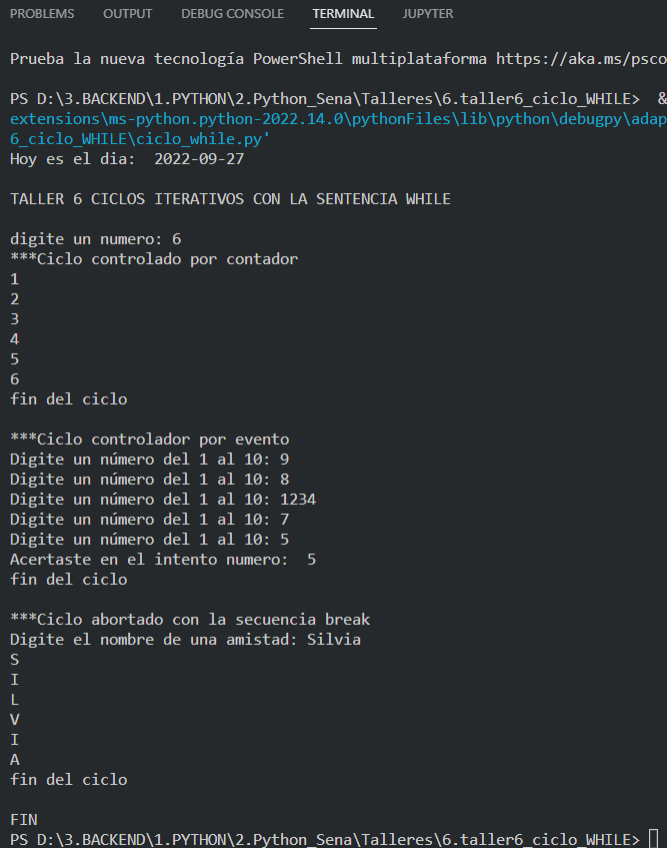 PROBLEMS OUTPUT DEBUG CONSOLE TERMINAL JUPYTER
Prueba la nueva tecnología PowerShell multiplataforma https://aka.ms/psco
PS D:\3.BACKEND\1.PYTHON\2.Python_Sena\Talleres\6.taller6_ciclo_WHILE>  &
extensions\ms-python.python-2022.14.0\pythonFiles\lib\python\debugpy\adap
6_ciclo_WHILE\ciclo_while.py'
Hoy es el dia:  2022-09-27
TALLER 6 CICLOS ITERATIVOS CON LA SENTENCIA WHILE
digite un numero: 6
***Ciclo controlado por contador
1
2
3
4
5
6
fin del ciclo
***Ciclo controlador por evento
Digite un número del 1 al 10: 9
Digite un número del 1 al 10: 8
Digite un número del 1 al 10: 1234
Digite un número del 1 al 10: 7
Digite un número del 1 al 10: 5
Acertaste en el intento numero:  5
fin del ciclo
***Ciclo abortado con la secuencia break
Digite el nombre de una amistad: Silvia
S
I
L
V
I
A
fin del ciclo
FIN
PS D:\3.BACKEND\1.PYTHON\2.Python_Sena\Talleres\6.taller6_ciclo_WHILE>